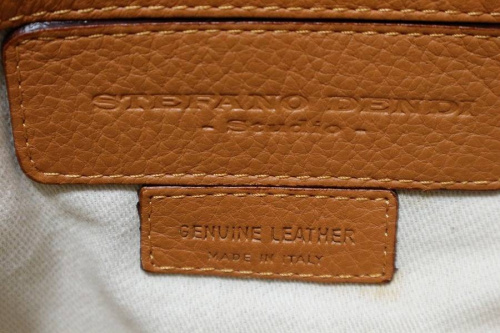 STEFANO DENDI
- Studio -
GENUINE LEATHER
MADE IN ITALY